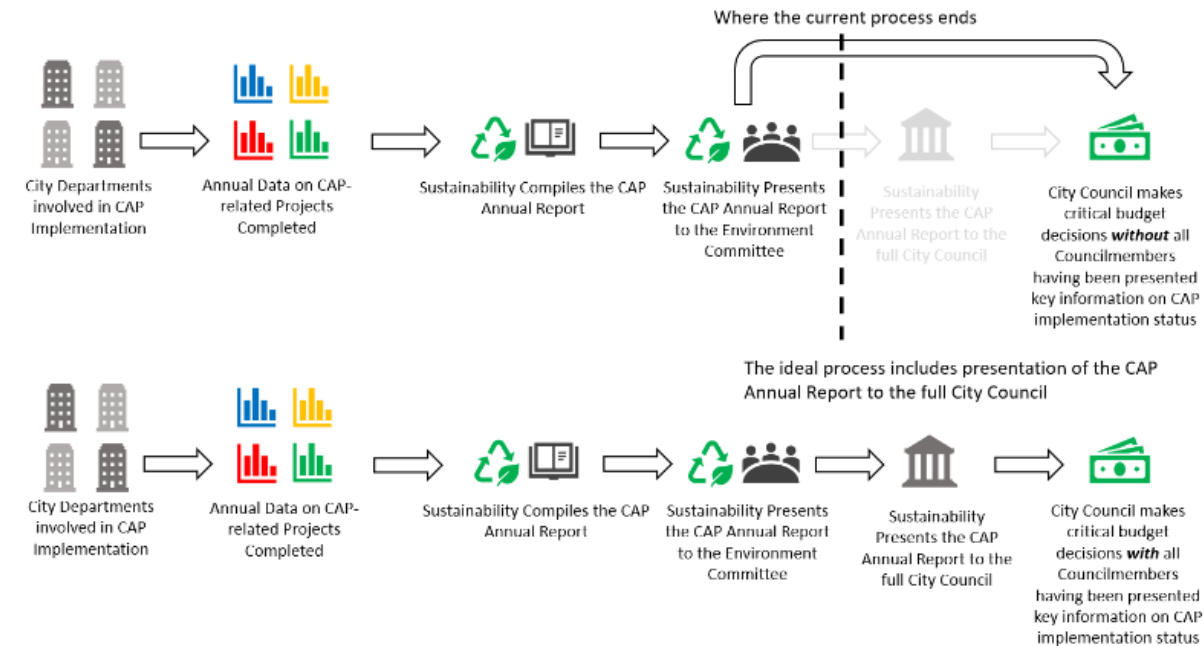 Where the current process ends
City Departments
involved in CAP
Implementation
Annual Data on CAP-
related Projects
Completed
Sustainability Compiles the CAP
Annual Report
Sustainability Presents
the CAP Annual Report
to the Environment
Committee
Sustainability
Presents the CAP
Annual Report to the
full City Council
City Council makes
critical budget
decisions without all
Councilmembers
having been presented
key information on CAP
implementation status
The ideal process includes presentation of the CAP
Annual Report to the full City Council
City Departments
involved in CAP
Implementation
Annual Data on CAP-
related Projects
Completed
Sustainability Compiles the CAP
Annual Report
Sustainability Presents
the CAP Annual Report
to the Environment
Committee
Sustainability
Presents the CAP
Annual Report to the
full City Council
City Council makes
critical budget
decisions with all
Councilmembers
having been presented
key information on CAP
implementation status